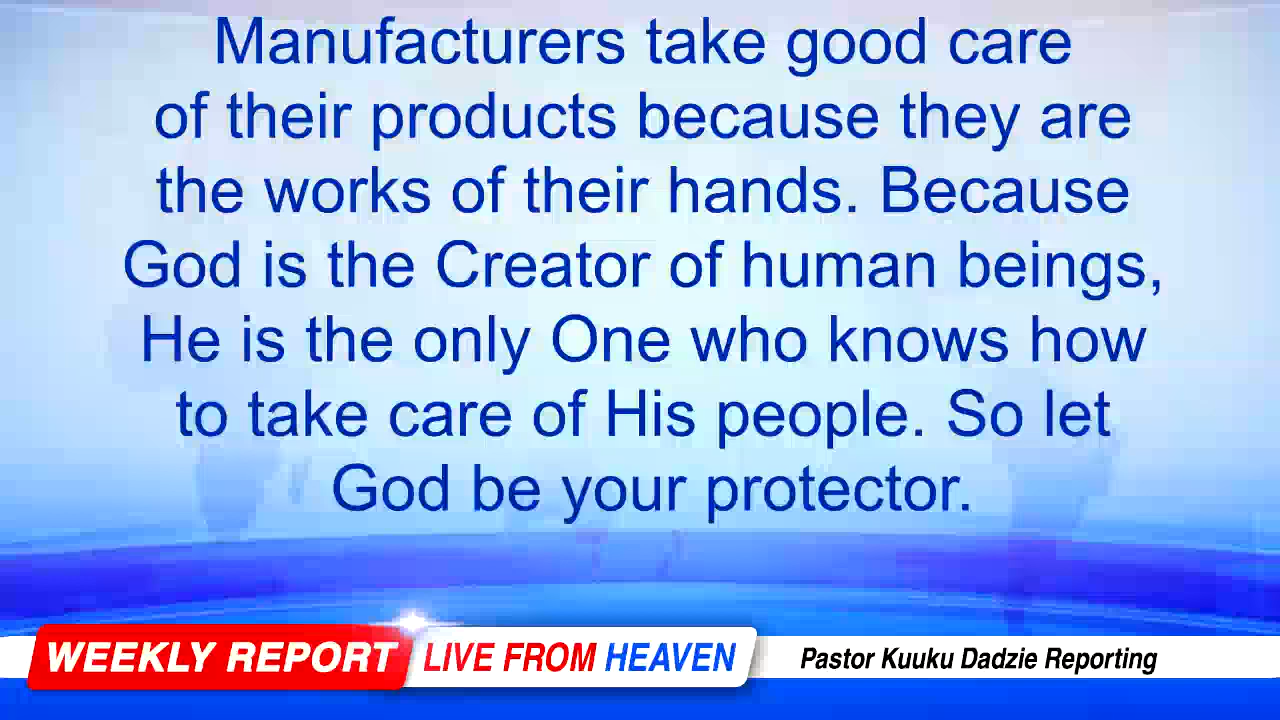 Manufacturers take good care
of their products because they are
the works of their hands. Because
God is the Creator of human beings,
He is the only One who knows how
to take care of His people. So let
God be your protector.
WEEKLY REPORT LIVE FROM HEAVEN Pastor Kuuku Dadzie Reporting